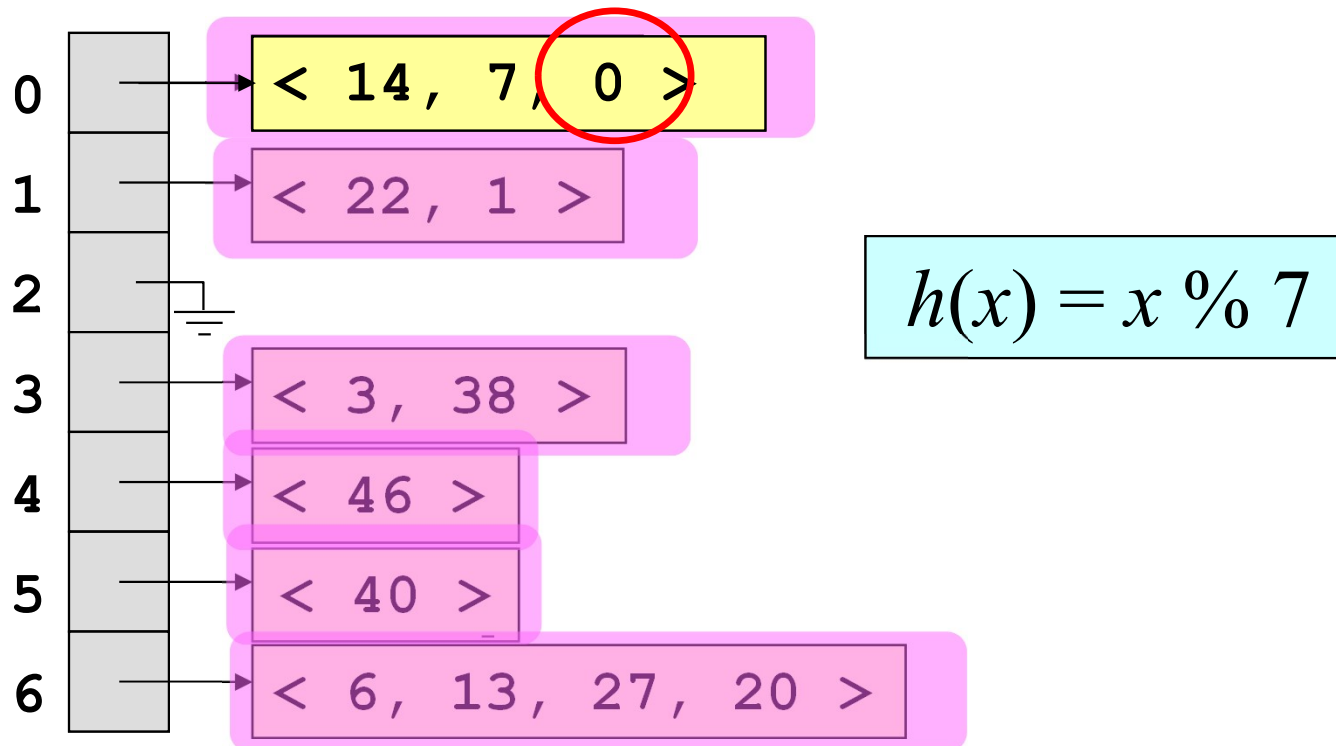 0 < 14, 7, 0 >
1 < 22, 1 >
2
h(x) = x % 7
3 < 3, 38 >
4 < 46 >
5 < 40 >
6 < 6, 13, 27, 20 >